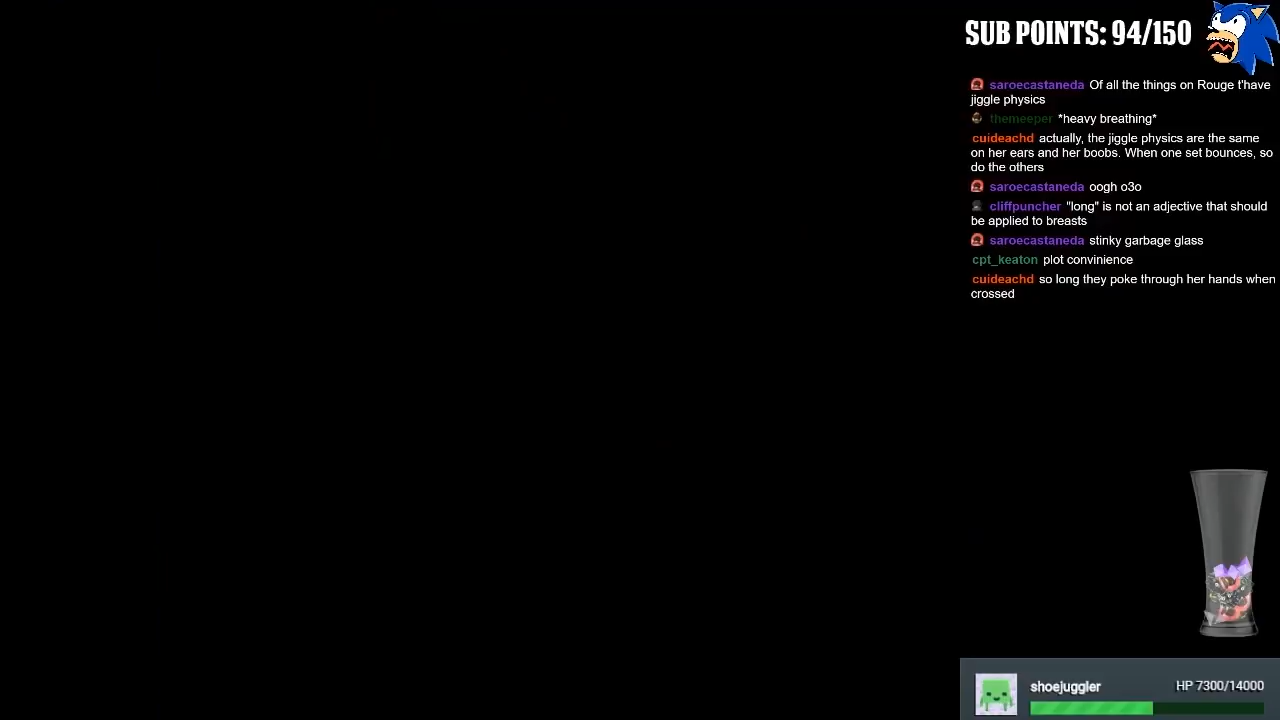 SUB POINTS: 94/150
saroecastaneda Of all the things on Rouge t'have
jiggle physics
themeeper *heavy breathing*
cuideachd actually, the jiggle physics are the same
on her ears and her boobs. When one set bounces, so
do the others
saroecastaneda oogh o3o
cliffpuncher "long" is not an adjective that should
be applied to breasts
saroecastaneda stinky garbage glass
cpt_keaton plot convinience
cuideachd so long they poke through her hands when
crossed
shoejuggler HP 7300/14000